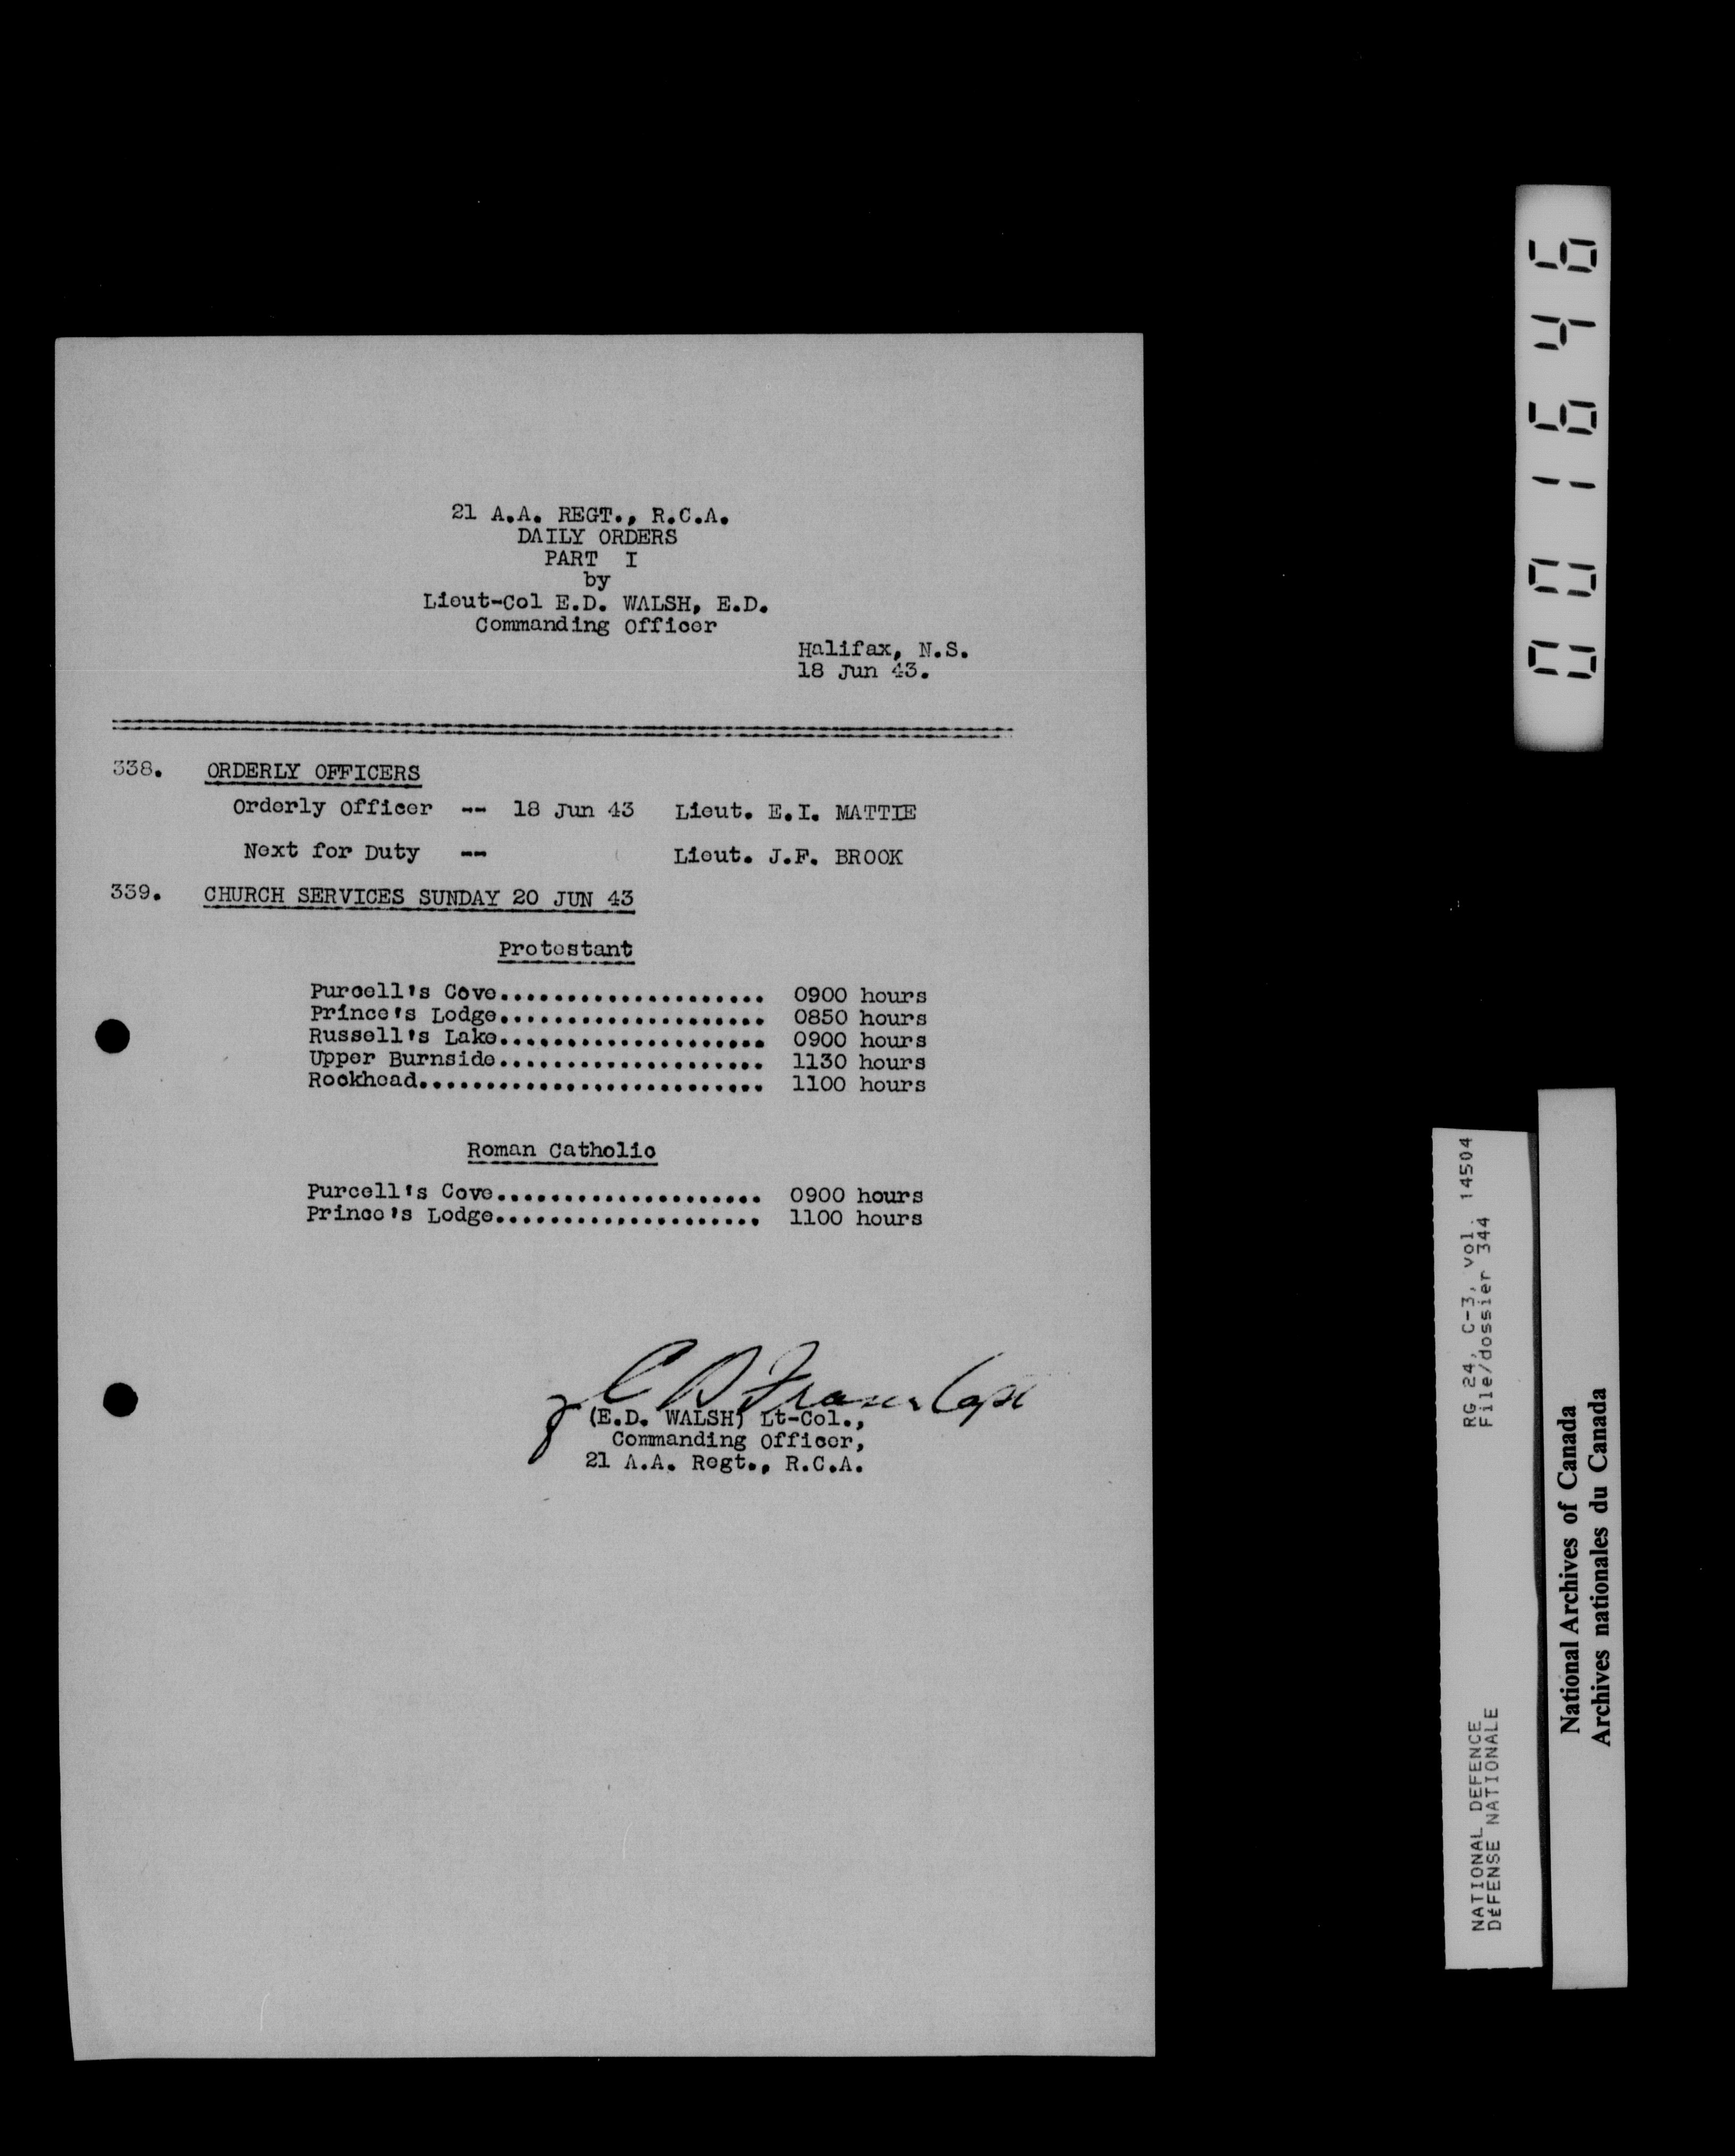 21 A.A. REGT., R.C.A.
DAILY ORDERS
PART I
by
Lieut-Col E.D. WALSH, E.D.
Commanding Officer
Halifax, N.S.
18 Jun 43.
338. ORDERLY OFFICERS
Orderly Officer -- 18 Jun 43 Lieut. E.I. MATTIE
Next for Duty -- Lieut. J.F. BROOK
339. CHURCH SERVICES SUNDAY 20 JUN 43
Protestant
Purcell's Cove.................... 0900 hours
Prince's Lodge.................... 0850 hours
Russell's Lake.................... 0900 hours
Upper Burnside.................... 1130 hours
Rockhead.......................... 1100 hours
Roman Catholic
Purcell's Cove.................... 0900 hours
Prince's Lodge.................... 1100 hours
(E.D. WALSH) Lt-Col.,
Commanding Officer,
21 A.A. Regt., R.C.A.
001646
RG 24, C-3, vol. 14504
File/dossier 344
NATIONAL DEFENCE
DÉFENSE NATIONALE
National Archives of Canada
Archives nationales du Canada